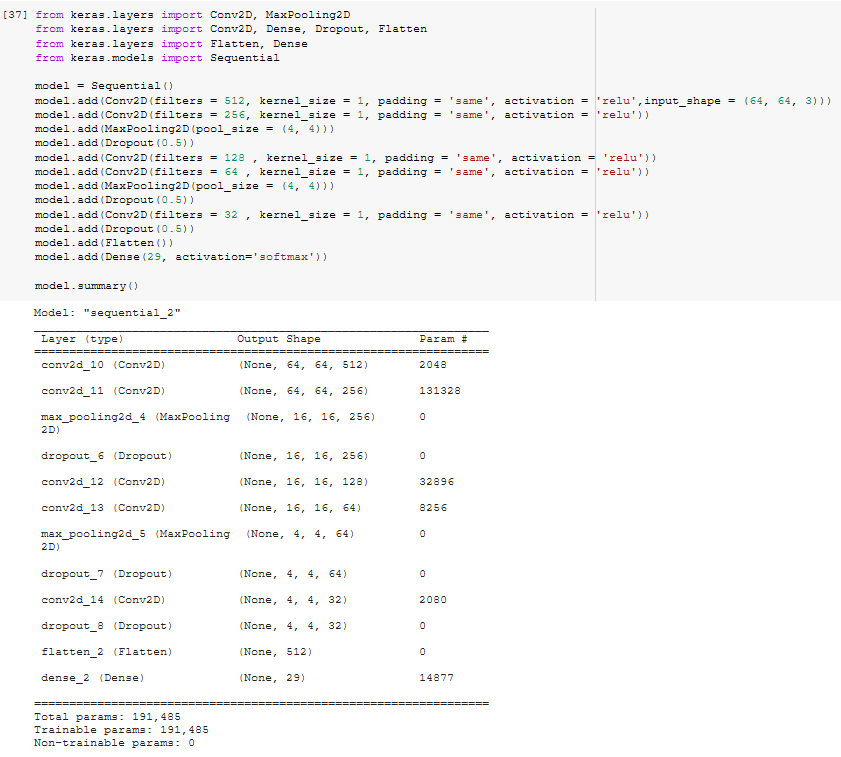 [37] from keras.layers import Conv2D, MaxPooling2D
from keras.layers import Conv2D, Dense, Dropout, Flatten
from keras.layers import Flatten, Dense
from keras.models import Sequential
model = Sequential()
model.add(Conv2D(filters = 512, kernel_size = 1, padding = 'same', activation = 'relu',input_shape = (64, 64, 3)))
model.add(Conv2D(filters = 256, kernel_size = 1, padding = 'same', activation = 'relu'))
model.add(MaxPooling2D(pool_size = (4, 4)))
model.add(Dropout(0.5))
model.add(Conv2D(filters = 128 , kernel_size = 1, padding = 'same', activation = 'relu'))
model.add(Conv2D(filters = 64 , kernel_size = 1, padding = 'same', activation = 'relu'))
model.add(MaxPooling2D(pool_size = (4, 4)))
model.add(Dropout(0.5))
model.add(Conv2D(filters = 32 , kernel_size = 1, padding = 'same', activation = 'relu'))
model.add(Dropout(0.5))
model.add(Flatten())
model.add(Dense(29, activation='softmax'))
model.summary()
Model: "sequential_2"
Layer (type) Output Shape Param #
conv2d_10 (Conv2D) (None, 64, 64, 512) 2048
conv2d_11 (Conv2D) (None, 64, 64, 256) 131328
max_pooling2d_4 (MaxPooling (None, 16, 16, 256) 0
2D)
dropout_6 (Dropout) (None, 16, 16, 256) 0
conv2d_12 (Conv2D) (None, 16, 16, 128) 32896
conv2d_13 (Conv2D) (None, 16, 16, 64) 8256
max_pooling2d_5 (MaxPooling (None, 4, 4, 64) 0
2D)
dropout_7 (Dropout) (None, 4, 4, 64) 0
conv2d_14 (Conv2D) (None, 4, 4, 32) 2080
dropout_8 (Dropout) (None, 4, 4, 32) 0
flatten_2 (Flatten) (None, 512) 0
dense_2 (Dense) (None, 29) 14877
Total params: 191,485
Trainable params: 191,485
Non-trainable params: 0